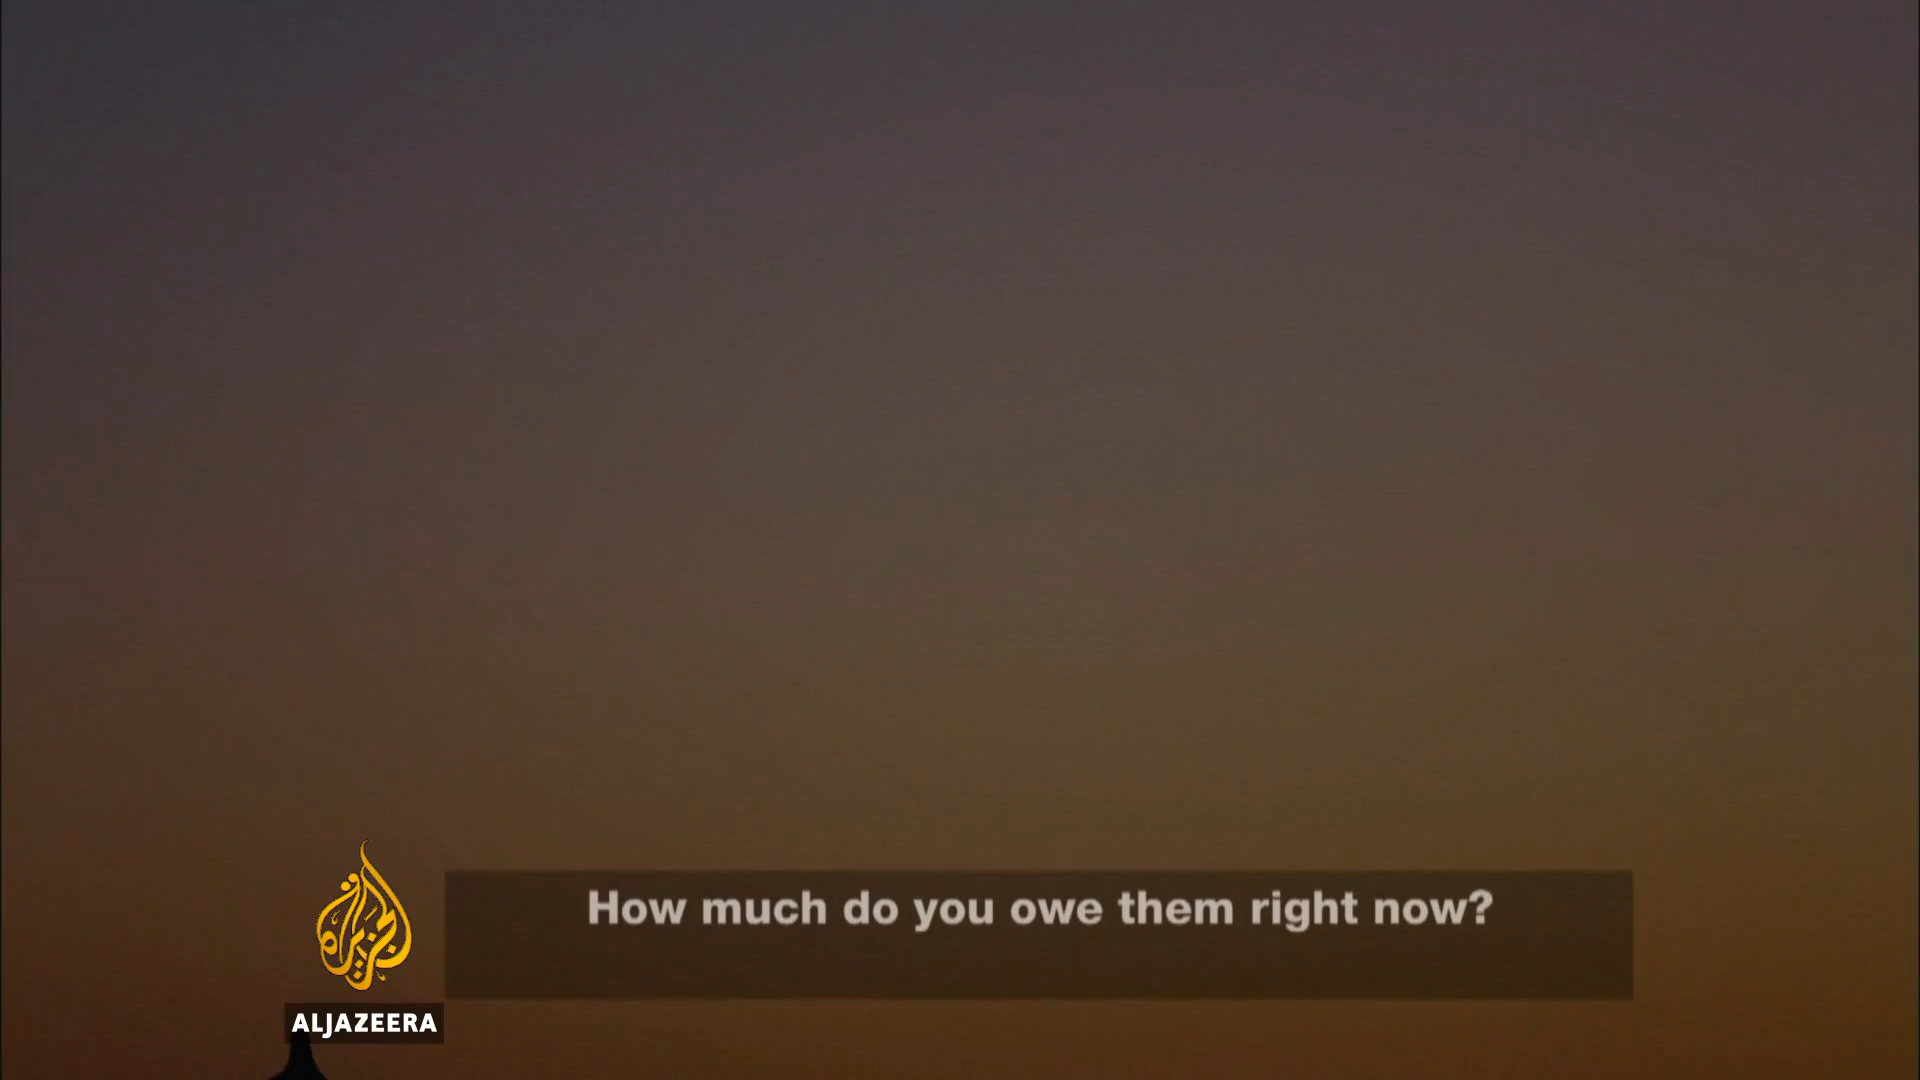 How much do you owe them right now?
الجزيرة
ALJAZEERA